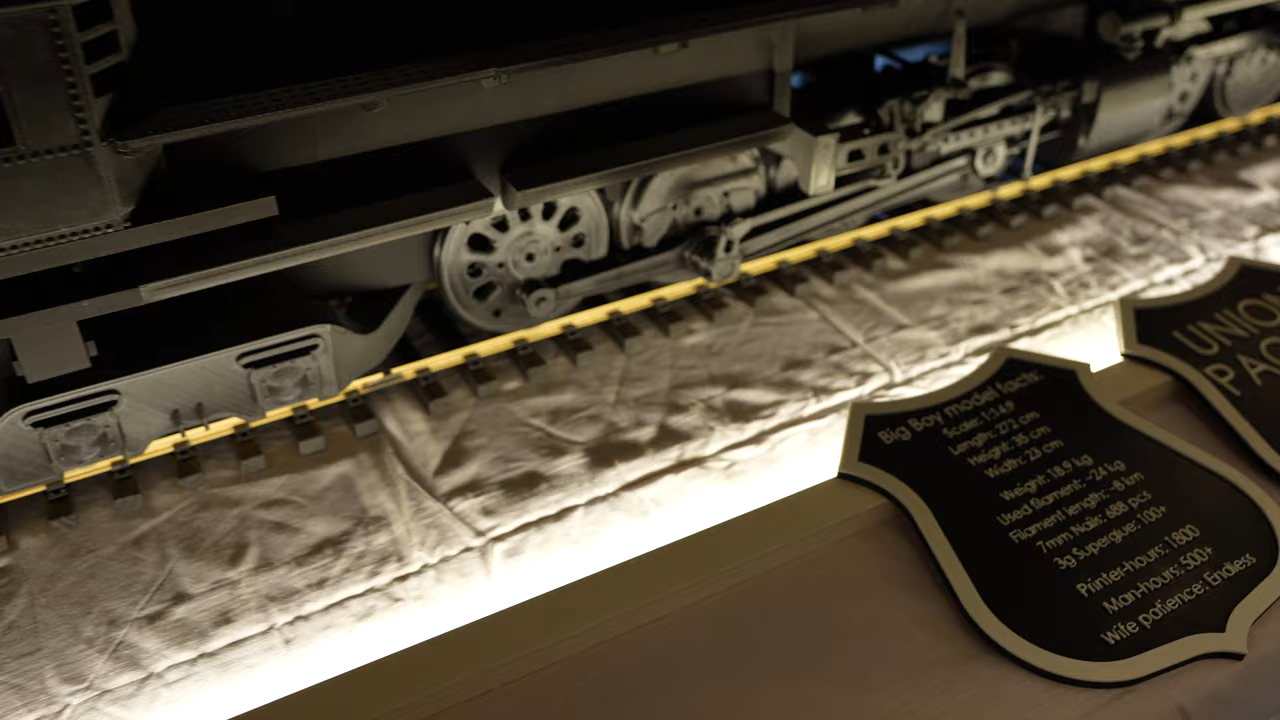 Big Boy model facts:
Scale: 1:14.9
Length: 272 cm
Height: 35 cm
Width: 23 cm
Weight: 18.9 kg
Used filament: ~24 kg
Filament length: ~8 km
7mm Nails: 488 pcs
3g Superglue: 100+
Printer-hours: 1800
Man-hours: 500+
Wife patience: Endless
UNION
PAC